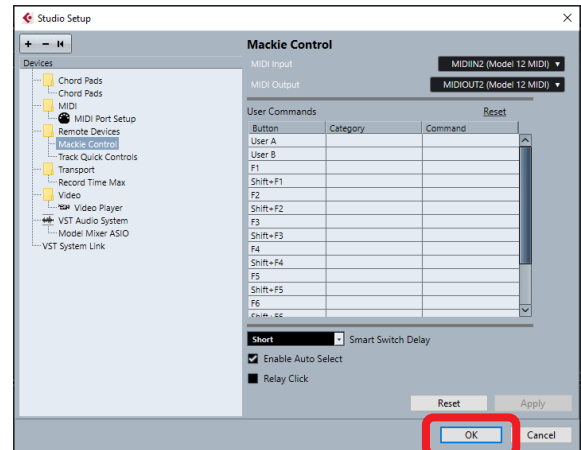 Studio Setup
Mackie Control
Devices
MIDI Input MIDIIN2 (Model 12 MIDI)
MIDI Output MIDIOUT2 (Model 12 MIDI)
Chord Pads
Chord Pads
MIDI
MIDI Port Setup
Remote Devices
Mackie Control
Track Quick Controls
Transport
Record Time Max
Video
Video Player
VST Audio System
Model Mixer ASIO
VST System Link
User Commands Reset
Button Category Command
User A
User B
F1
Shift+F1
F2
Shift+F2
F3
Shift+F3
F4
Shift+F4
F5
Shift+F5
F6
Shift+F6
Short Smart Switch Delay
Enable Auto Select
Relay Click
Reset Apply
OK Cancel